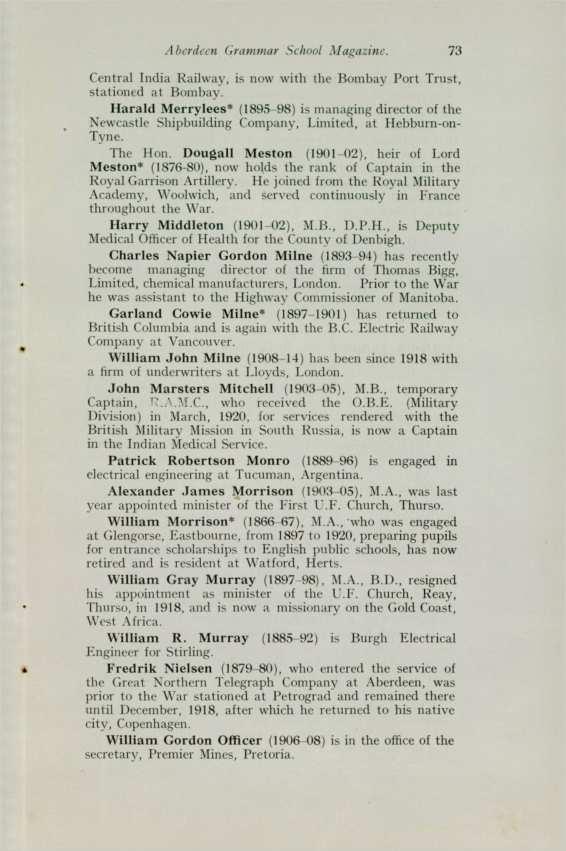 Aberdeen Grammar School Magazine. 73
Central India Railway, is now with the Bombay Port Trust,
stationed at Bombay.
Harald Merrylees* (1895–98) is managing director of the
Newcastle Shipbuilding Company, Limited, at Hebburn-on-
Tyne.
The Hon. Dougall Meston (1901–02), heir of Lord
Meston* (1876-80), now holds the rank of Captain in the
Royal Garrison Artillery. He joined from the Royal Military
Academy, Woolwich, and served continuously in France
throughout the War.
Harry Middleton (1901–02), M.B., D.P.H., is Deputy
Medical Officer of Health for the County of Denbigh.
Charles Napier Gordon Milne (1893–94) has recently
become managing director of the firm of Thomas Bigg,
Limited, chemical manufacturers, London. Prior to the War
he was assistant to the Highway Commissioner of Manitoba.
Garland Cowie Milne* (1897–1901) has returned to
British Columbia and is again with the B.C. Electric Railway
Company at Vancouver.
William John Milne (1908–14) has been since 1918 with
a firm of underwriters at Lloyds, London.
John Marsters Mitchell (1903–05), M.B., temporary
Captain, R.A.M.C., who received the O.B.E. (Military
Division) in March, 1920, for services rendered with the
British Military Mission in South Russia, is now a Captain
in the Indian Medical Service.
Patrick Robertson Monro (1889–96) is engaged in
electrical engineering at Tucuman, Argentina.
Alexander James Morrison (1903–05), M.A., was last
year appointed minister of the First U.F. Church, Thurso.
William Morrison* (1866–67), M.A., who was engaged
at Glengorse, Eastbourne, from 1897 to 1920, preparing pupils
for entrance scholarships to English public schools, has now
retired and is resident at Watford, Herts.
William Gray Murray (1897–98), M.A., B.D., resigned
his appointment as minister of the U.F. Church, Reay,
Thurso, in 1918, and is now a missionary on the Gold Coast,
West Africa.
William R. Murray (1885–92) is Burgh Electrical
Engineer for Stirling.
Fredrik Nielsen (1879–80), who entered the service of
the Great Northern Telegraph Company at Aberdeen, was
prior to the War stationed at Petrograd and remained there
until December, 1918, after which he returned to his native
city, Copenhagen.
William Gordon Officer (1906–08) is in the office of the
secretary, Premier Mines, Pretoria.